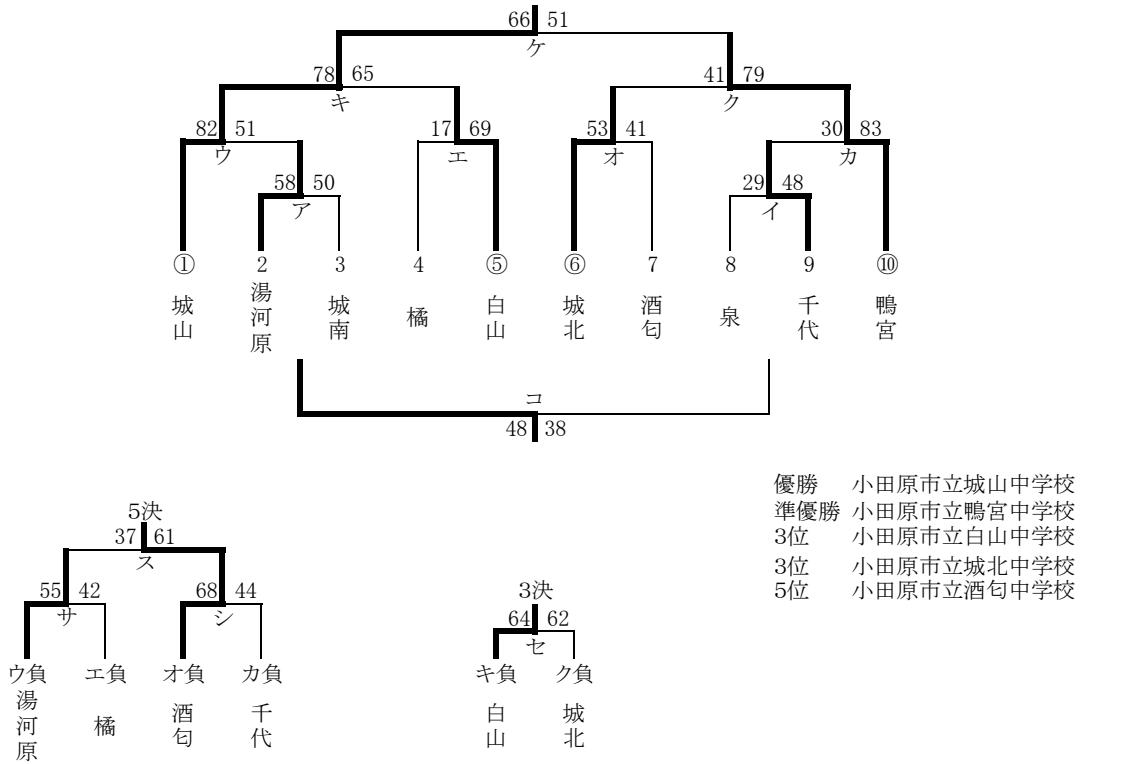 66 51
ケ
78 65
キ
41 79
ク
82 51
ウ
17 69
エ
53 41
オ
30 83
カ
58 50
ア
29 48
イ
① 2 3 4 ⑤ ⑥ 7 8 9 ⑩
城山
湯河原
城南
橘
白山
城北
酒匂
泉
千代
鴨宮
コ
48 38
5決
37 61
ス
55 42
サ
68 44
シ
ウ負 エ負 オ負 カ負
湯河原
橘
酒匂
千代
3決
64 62
セ
キ負 ク負
白山
城北
優勝 小田原市立城山中学校
準優勝 小田原市立鴨宮中学校
3位 小田原市立白山中学校
3位 小田原市立城北中学校
5位 小田原市立酒匂中学校